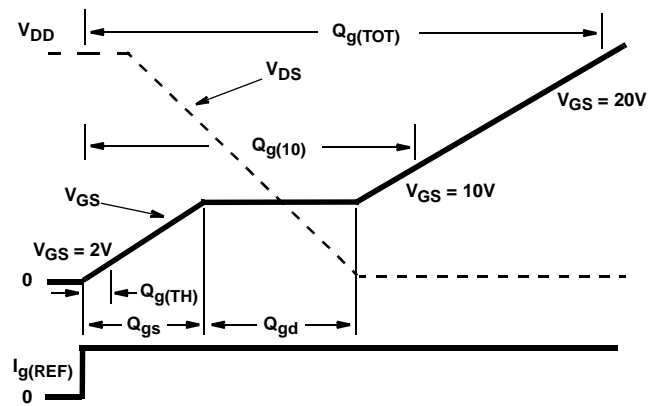 V_DD
Q_g(TOT)
V_DS
V_GS = 20V
Q_g(10)
V_GS
V_GS = 10V
V_GS = 2V
0
Q_g(TH)
Q_gs
Q_gd
I_g(REF)
0